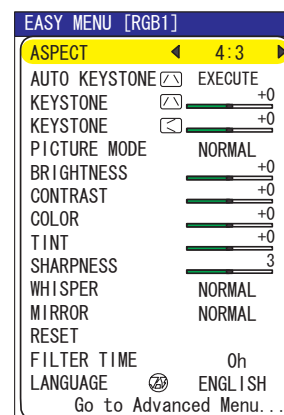 EASY MENU [RGB1]
ASPECT 4:3
AUTO KEYSTONE EXECUTE
KEYSTONE +0
KEYSTONE +0
PICTURE MODE NORMAL
BRIGHTNESS +0
CONTRAST +0
COLOR +0
TINT +0
SHARPNESS 3
WHISPER NORMAL
MIRROR NORMAL
RESET
FILTER TIME 0h
LANGUAGE ENGLISH
Go to Advanced Menu...